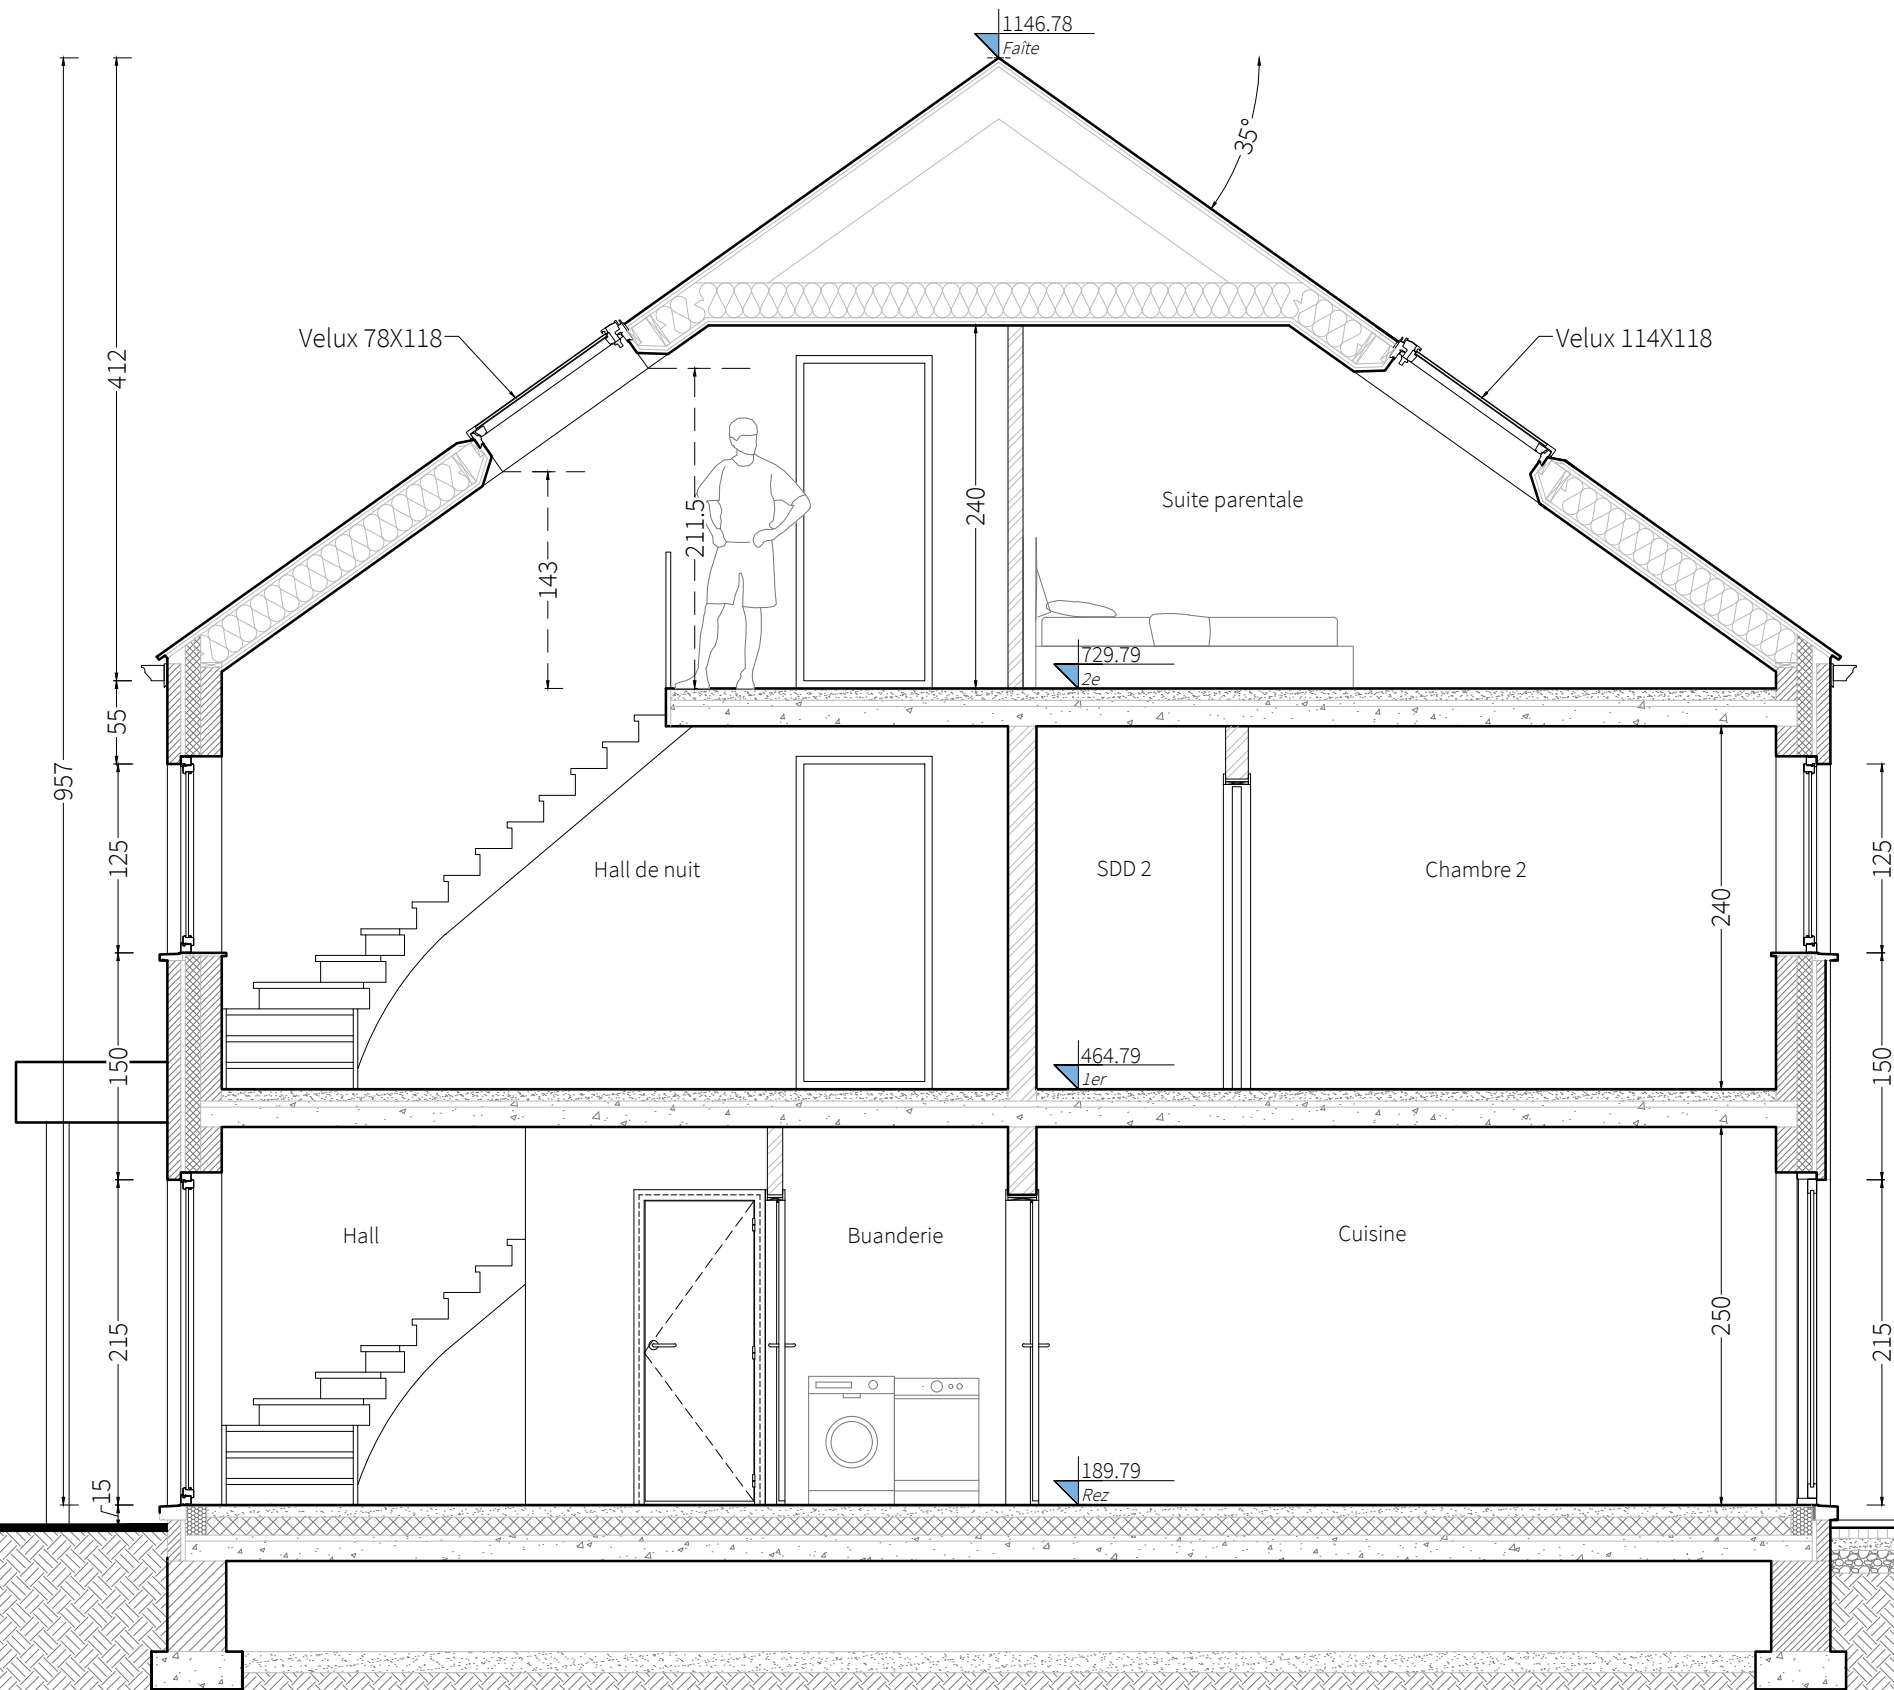 1146.78
Faîte
35°
Velux 78X118
Velux 114X118
412
957
211.5
240
143
Suite parentale
729.79
2e
55
125
125
Hall de nuit
SDD 2
Chambre 2
240
150
150
464.79
1er
Hall
Buanderie
Cuisine
215
250
215
189.79
Rez
15